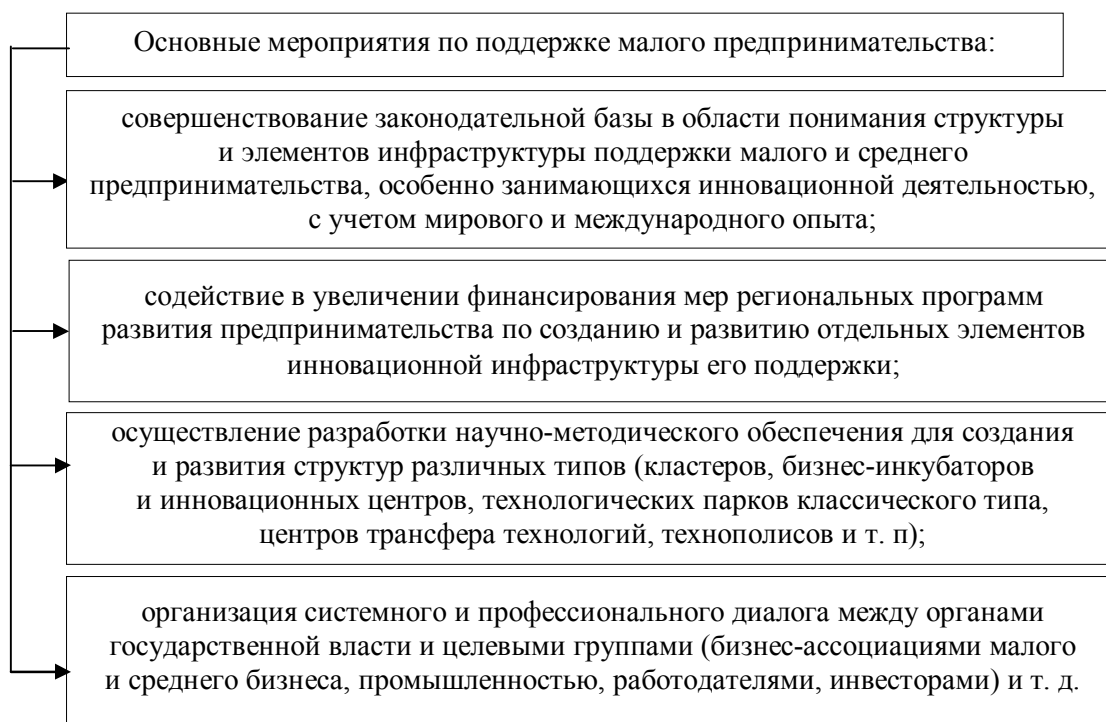 Основные мероприятия по поддержке малого предпринимательства:
совершенствование законодательной базы в области понимания структуры
и элементов инфраструктуры поддержки малого и среднего
предпринимательства, особенно занимающихся инновационной деятельностью,
с учетом мирового и международного опыта;
содействие в увеличении финансирования мер региональных программ
развития предпринимательства по созданию и развитию отдельных элементов
инновационной инфраструктуры его поддержки;
осуществление разработки научно-методического обеспечения для создания
и развития структур различных типов (кластеров, бизнес-инкубаторов
и инновационных центров, технологических парков классического типа,
центров трансфера технологий, технополисов и т. п);
организация системного и профессионального диалога между органами
государственной власти и целевыми группами (бизнес-ассоциациями малого
и среднего бизнеса, промышленностью, работодателями, инвесторами) и т. д.